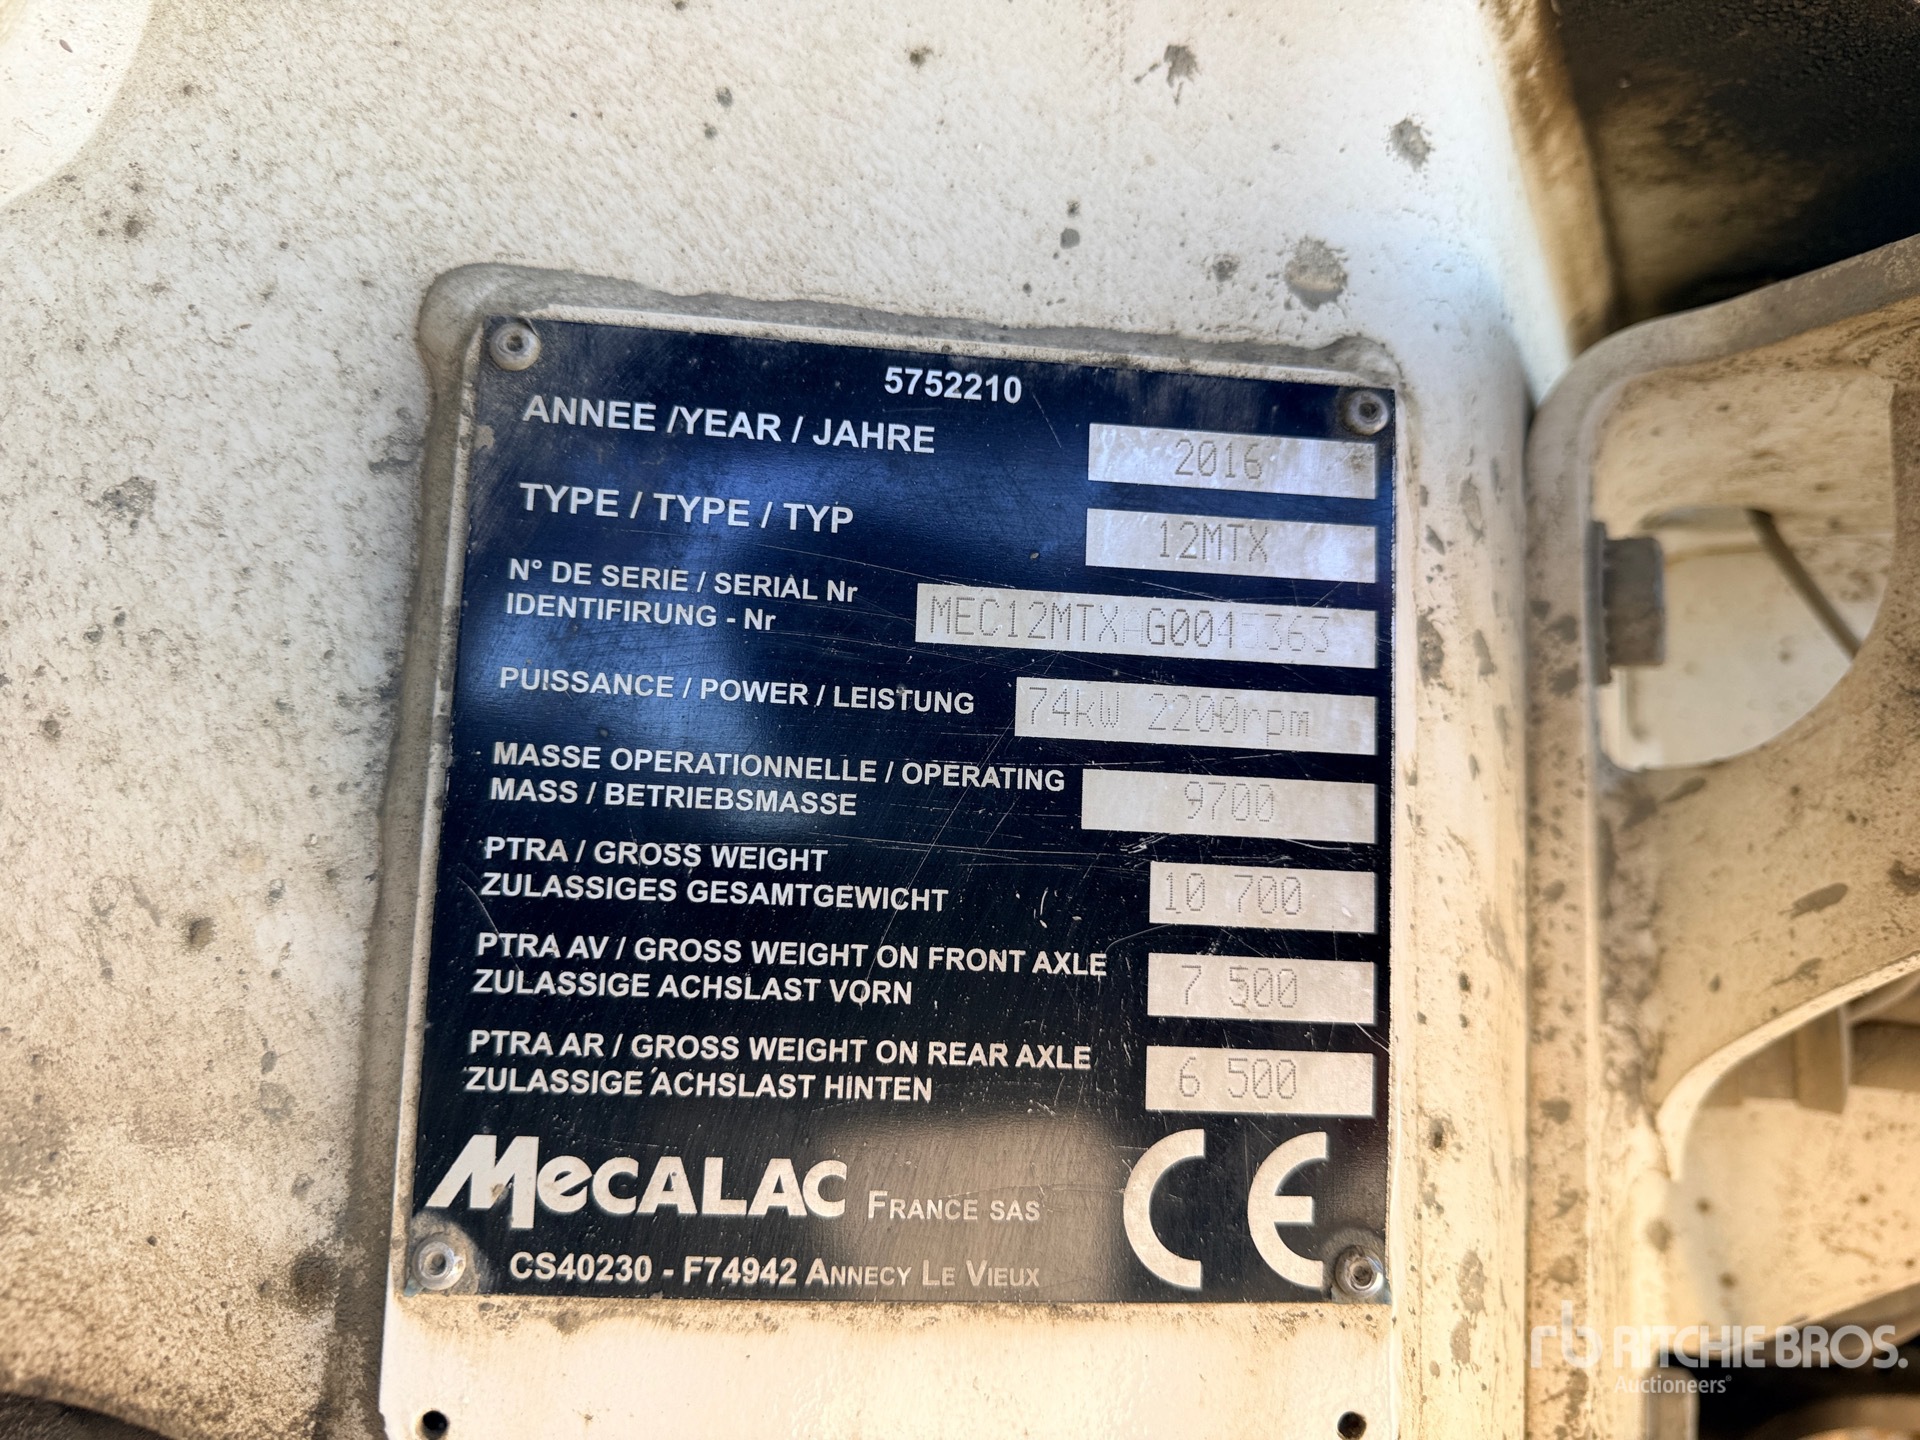 5752210
ANNEE /YEAR / JAHRE 2016
TYPE / TYPE / TYP 12MTX
N° DE SERIE / SERIAL Nr
IDENTIFIRUNG - Nr
PUISSANCE / POWER / LEISTUNG 74kW 2200rpm
MASSE OPERATIONNELLE / OPERATING
MASS / BETRIEBSMASSE 9700
PTRA / GROSS WEIGHT
ZULASSIGES GESAMTGEWICHT 10 700
PTRA AV / GROSS WEIGHT ON FRONT AXLE
ZULASSIGE ACHSLAST VORN 7 500
PTRA AR / GROSS WEIGHT ON REAR AXLE
ZULASSIGE ACHSLAST HINTEN 6 500
MECALAC FRANCE SAS CE
CS40230 - F74942 ANNECY LE VIEUX
rb RITCHIE BROS.
Auctioneers®